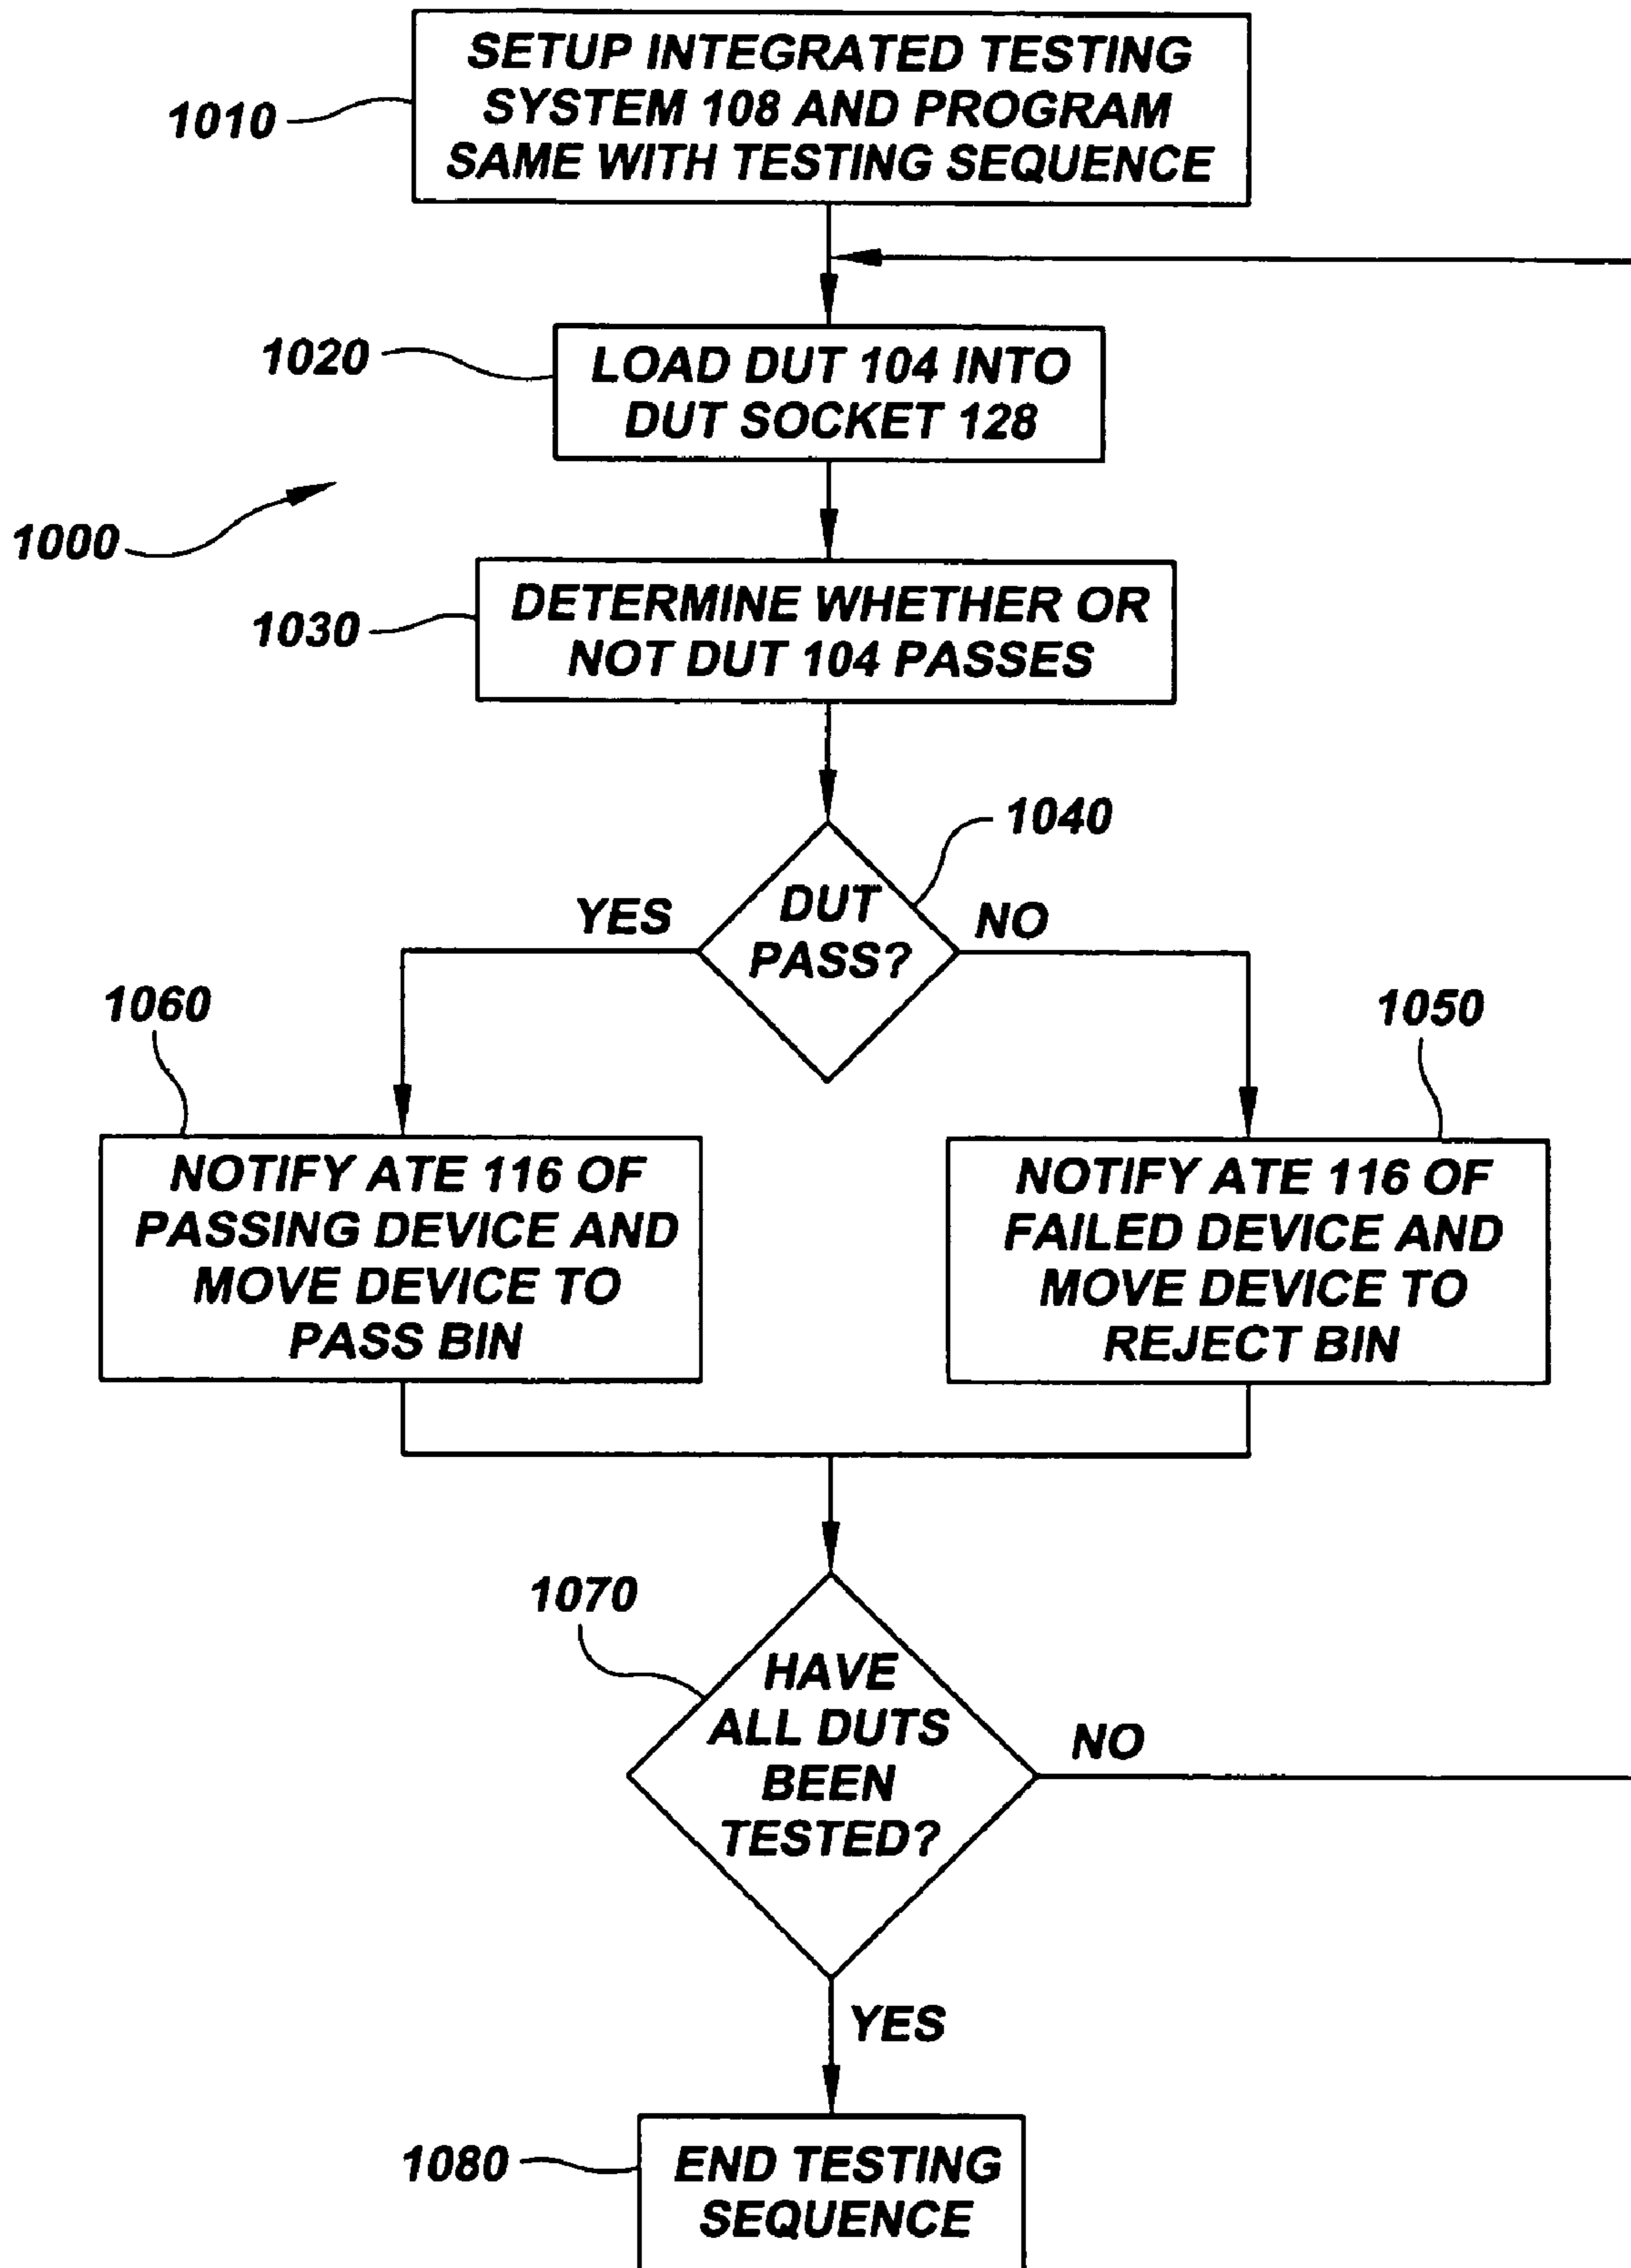 SETUP INTEGRATED TESTING
SYSTEM 108 AND PROGRAM
SAME WITH TESTING SEQUENCE
1010
1020
LOAD DUT 104 INTO
DUT SOCKET 128
1000
1030
DETERMINE WHETHER OR
NOT DUT 104 PASSES
1040
DUT
PASS?
YES
NO
1060
1050
NOTIFY ATE 116 OF
PASSING DEVICE AND
MOVE DEVICE TO
PASS BIN
NOTIFY ATE 116 OF
FAILED DEVICE AND
MOVE DEVICE TO
REJECT BIN
1070
HAVE
ALL DUTS
BEEN
TESTED?
NO
YES
1080
END TESTING
SEQUENCE